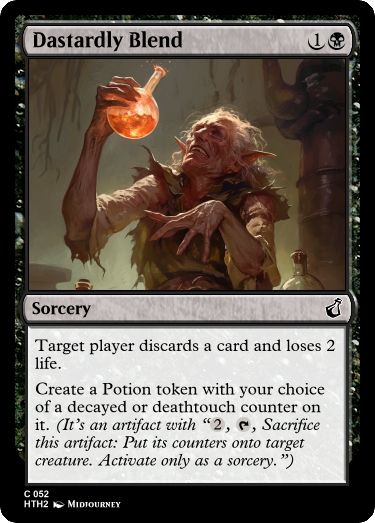 Dastardly Blend 1
Sorcery
Target player discards a card and loses 2
life.
Create a Potion token with your choice
of a decayed or deathtouch counter on
it. (It's an artifact with “2, , Sacrifice
this artifact: Put its counters onto target
creature. Activate only as a sorcery.”)
C 052
HTH2 Midjourney